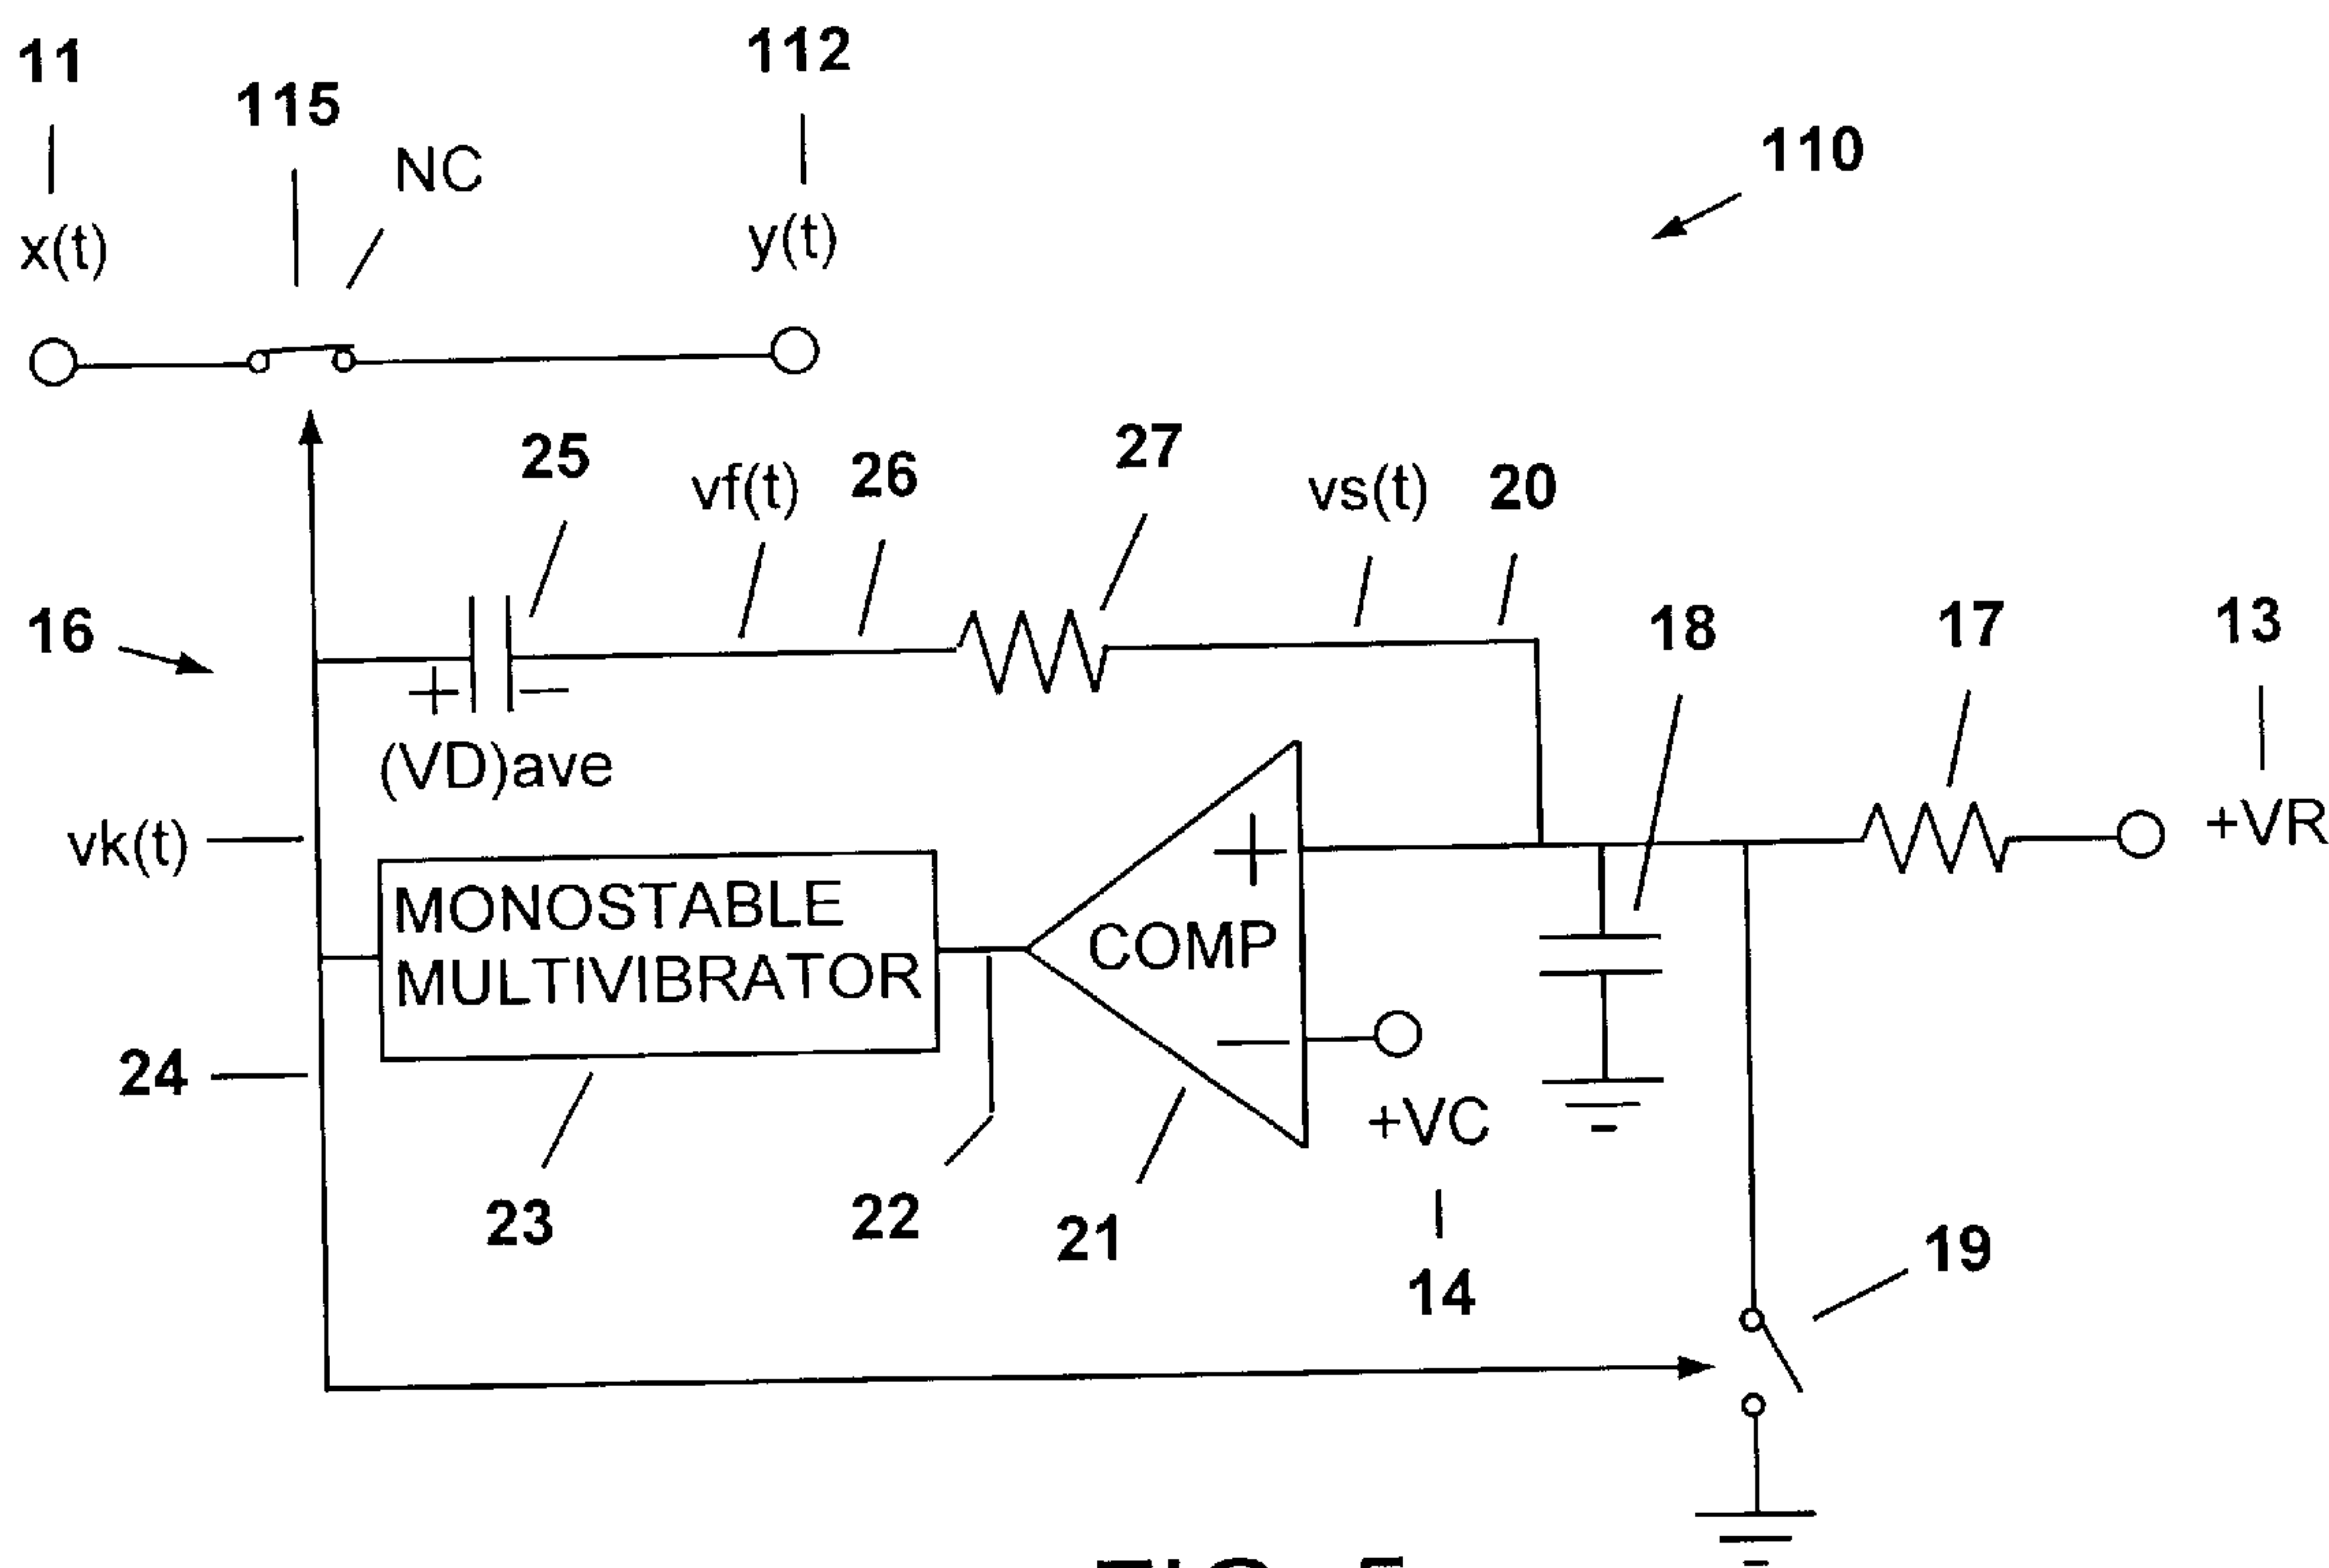 11
112
115
NC
110
x(t)
y(t)
25
vf(t)
26
27
vs(t)
20
16
18
17
13
+
−
(VD)ave
+VR
vk(t)
MONOSTABLE
MULTIVIBRATOR
+
COMP
−
24
+VC
23
22
21
14
19